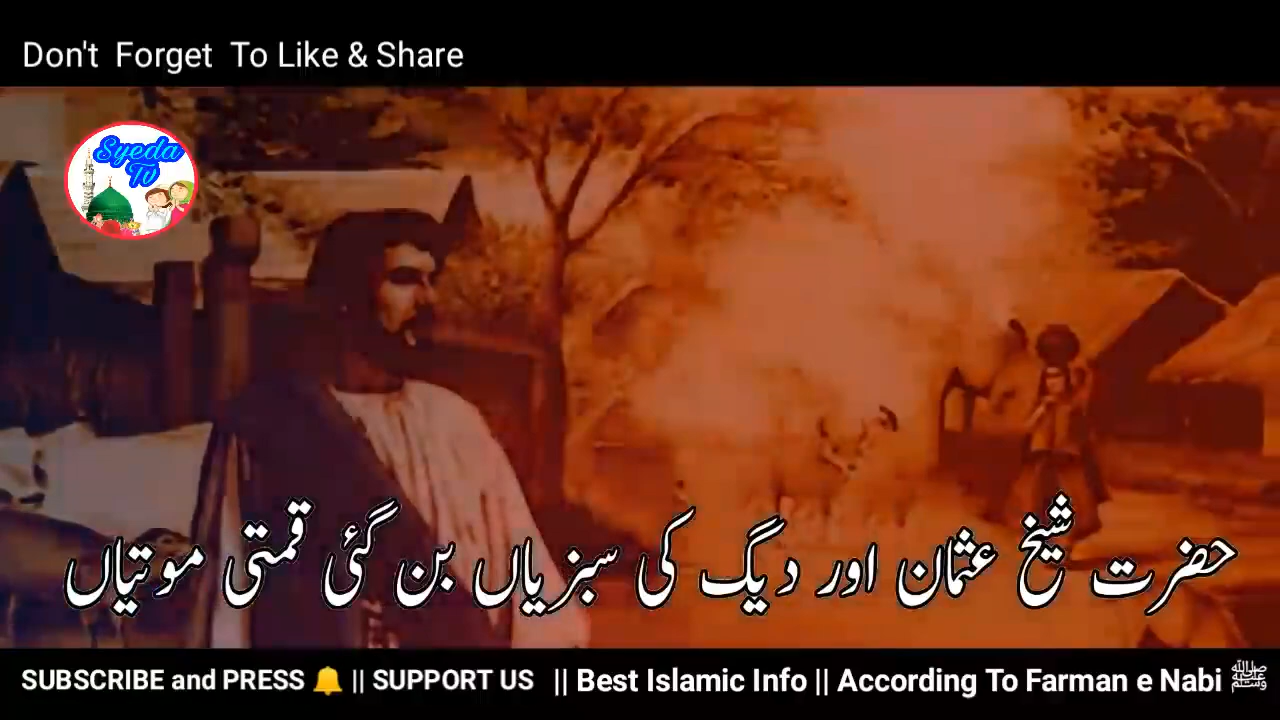 Don't Forget To Like & Share
Syeda
Tv
حضرت شیخ عثمان اور دیگ کی سبزیاں بن گئی قمتی موتیاں
SUBSCRIBE and PRESS 🔔 || SUPPORT US || Best Islamic Info || According To Farman e Nabi ﷺ